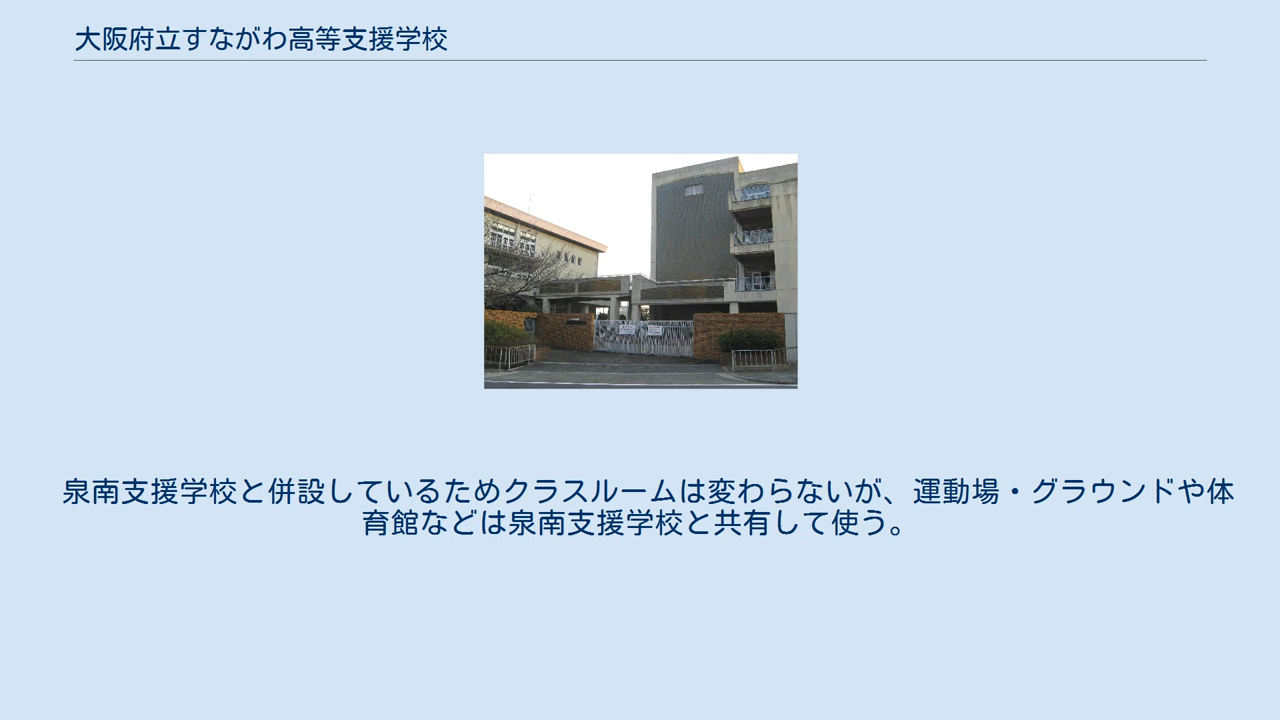 大阪府立すながわ高等支援学校
泉南支援学校と併設しているためクラスルームは変わらないが、運動場・グラウンドや体
育館などは泉南支援学校と共有して使う。